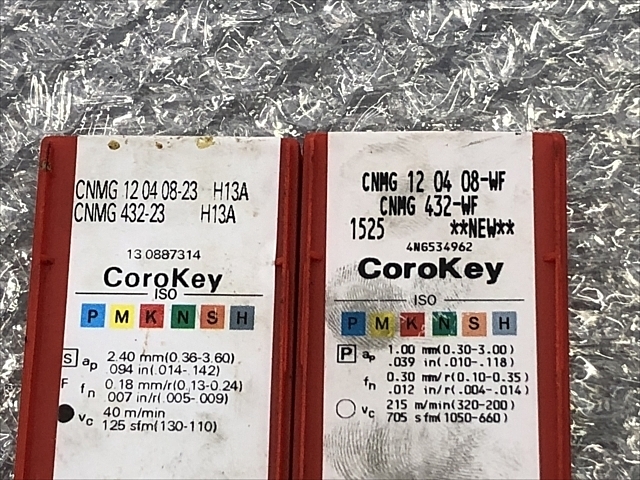 CNMG 12 04 08-23 H13A
CNMG 432-23 H13A
13 0887314
CoroKey
ISO
P M K N S H
S ap 2.40 mm(0.36-3.60)
.094 in(.014-.142)
F fn 0.18 mm/r(0.13-0.24)
.007 in/r(.005-.009)
vc 40 m/min
125 sfm(130-110)
CNMG 12 04 08-WF
CNMG 432-WF
1525 **NEW**
4NG534962
CoroKey
ISO
P M K N S H
P ap 1.00 mm(0.30-3.00)
.039 in(.010-.118)
fn 0.30 mm/r(0.10-0.35)
.012 in/r(.004-.014)
vc 215 m/min(320-200)
705 sfm(1050-660)